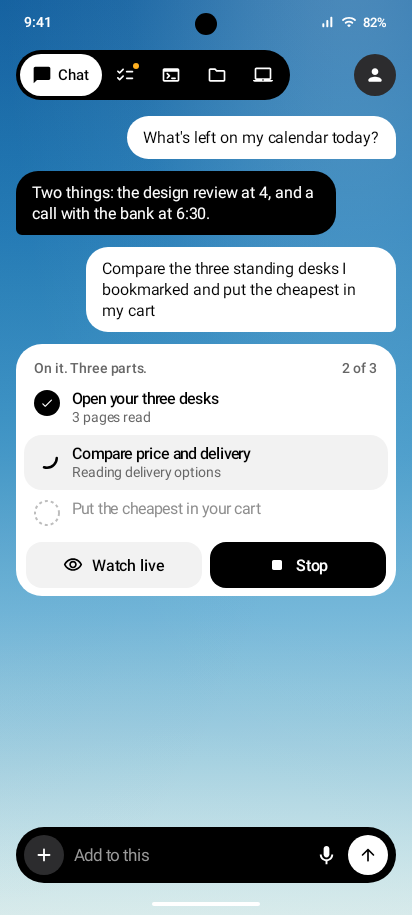 9:41
82%
Chat
What's left on my calendar today?
Two things: the design review at 4, and a
call with the bank at 6:30.
Compare the three standing desks I
bookmarked and put the cheapest in
my cart
On it. Three parts.
2 of 3
Open your three desks
3 pages read
Compare price and delivery
Reading delivery options
Put the cheapest in your cart
Watch live
Stop
Add to this